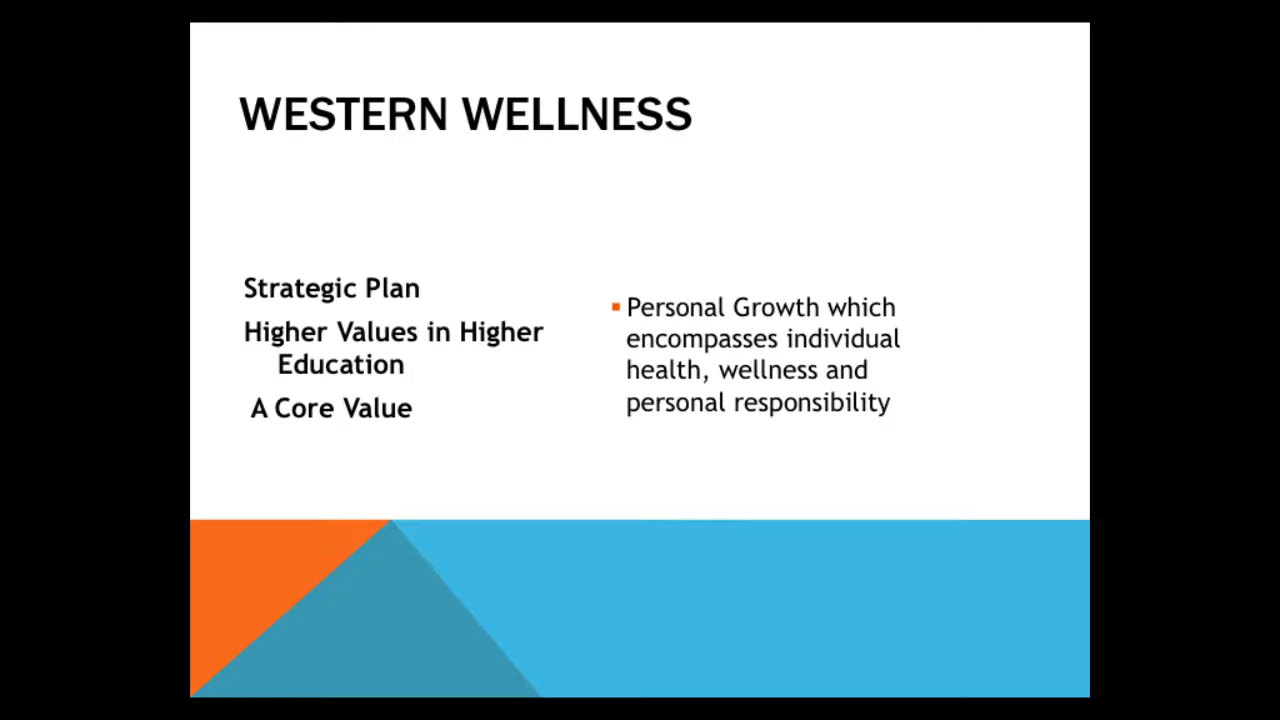 WESTERN WELLNESS
Strategic Plan
Higher Values in Higher
Education
A Core Value
Personal Growth which
encompasses individual
health, wellness and
personal responsibility